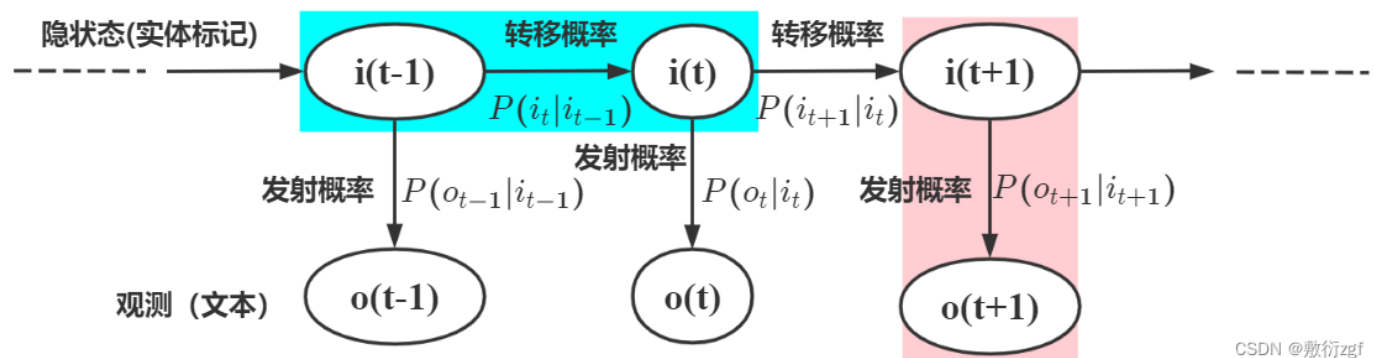 隐状态(实体标记)
转移概率
转移概率
i(t-1)
i(t)
i(t+1)
P(i_t|i_{t-1})
P(i_{t+1}|i_t)
发射概率
发射概率
发射概率
P(o_{t-1}|i_{t-1})
P(o_t|i_t)
P(o_{t+1}|i_{t+1})
观测（文本）
o(t-1)
o(t)
o(t+1)
CSDN @敷衍zgf